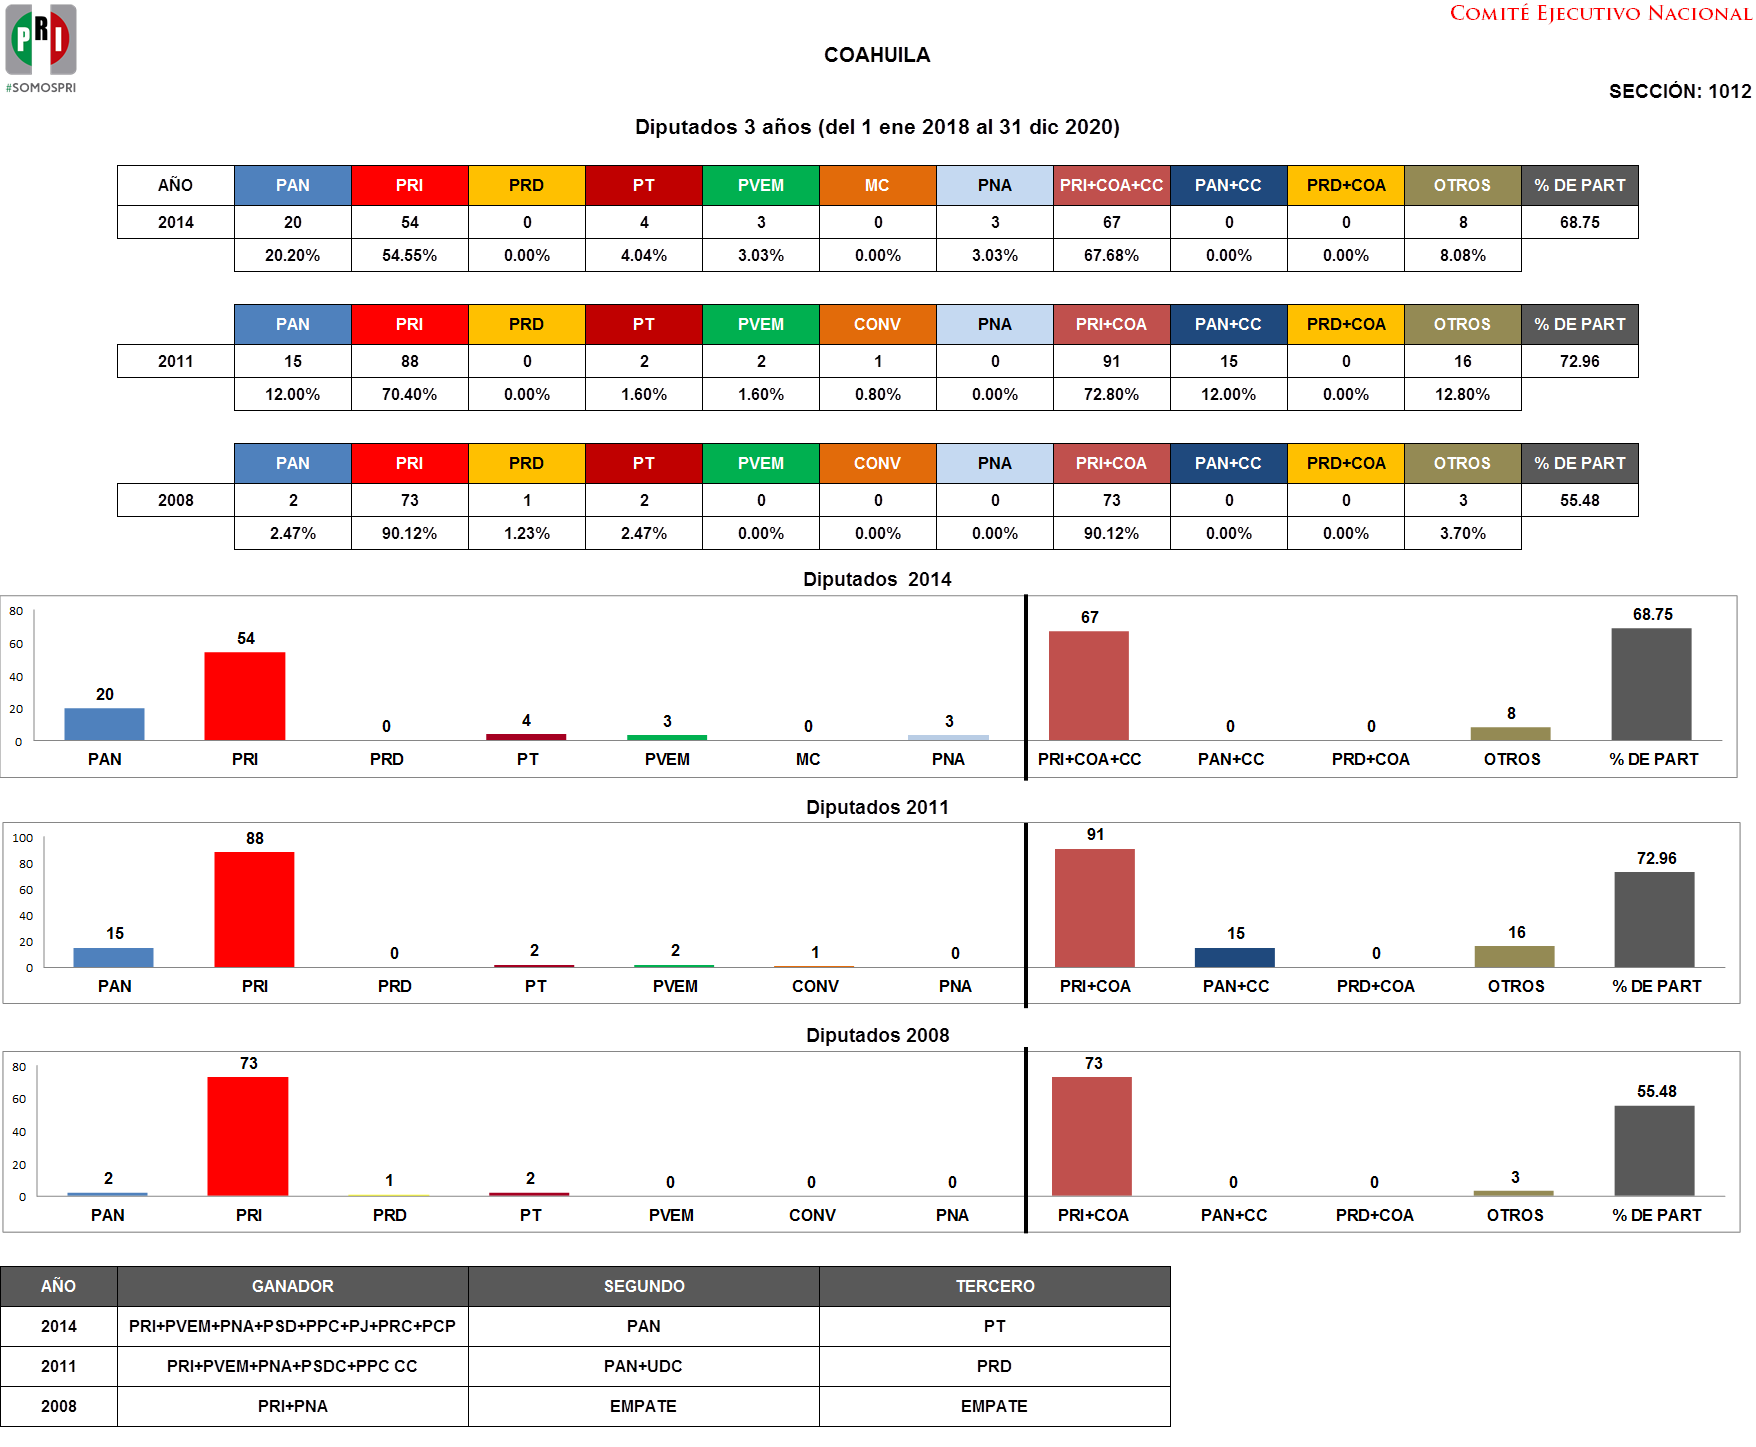 PRI
#SOMOSPRI
COMITÉ EJECUTIVO NACIONAL
COAHUILA
SECCIÓN: 1012
Diputados 3 años (del 1 ene 2018 al 31 dic 2020)
AÑO PAN PRI PRD PT PVEM MC PNA PRI+COA+CC PAN+CC PRD+COA OTROS % DE PART
2014 20 54 0 4 3 0 3 67 0 0 8 68.75
20.20% 54.55% 0.00% 4.04% 3.03% 0.00% 3.03% 67.68% 0.00% 0.00% 8.08%
PAN PRI PRD PT PVEM CONV PNA PRI+COA PAN+CC PRD+COA OTROS % DE PART
2011 15 88 0 2 2 1 0 91 15 0 16 72.96
12.00% 70.40% 0.00% 1.60% 1.60% 0.80% 0.00% 72.80% 12.00% 0.00% 12.80%
PAN PRI PRD PT PVEM CONV PNA PRI+COA PAN+CC PRD+COA OTROS % DE PART
2008 2 73 1 2 0 0 0 73 0 0 3 55.48
2.47% 90.12% 1.23% 2.47% 0.00% 0.00% 0.00% 90.12% 0.00% 0.00% 3.70%
Diputados 2014
80
60
40
20
0
20 54 0 4 3 0 3 67 0 0 8 68.75
PAN PRI PRD PT PVEM MC PNA PRI+COA+CC PAN+CC PRD+COA OTROS % DE PART
Diputados 2011
100
80
60
40
20
0
15 88 0 2 2 1 0 91 15 0 16 72.96
PAN PRI PRD PT PVEM CONV PNA PRI+COA PAN+CC PRD+COA OTROS % DE PART
Diputados 2008
80
60
40
20
0
2 73 1 2 0 0 0 73 0 0 3 55.48
PAN PRI PRD PT PVEM CONV PNA PRI+COA PAN+CC PRD+COA OTROS % DE PART
AÑO GANADOR SEGUNDO TERCERO
2014 PRI+PVEM+PNA+PSD+PPC+PJ+PRC+PCP PAN PT
2011 PRI+PVEM+PNA+PSDC+PPC CC PAN+UDC PRD
2008 PRI+PNA EMPATE EMPATE